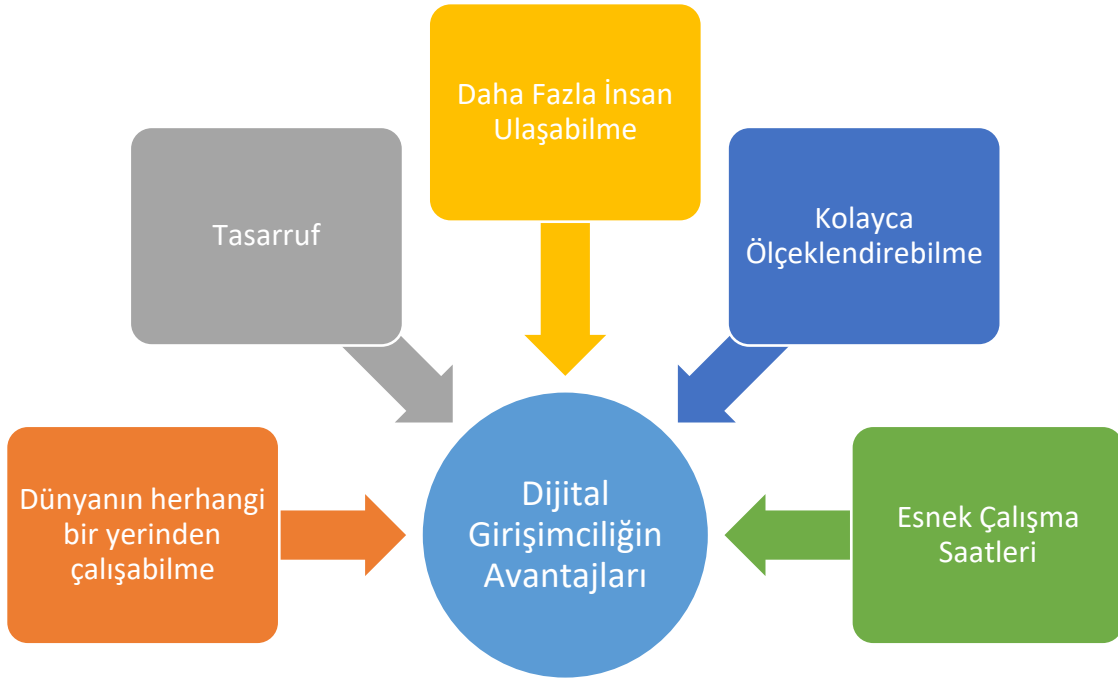 Daha Fazla İnsan
Ulaşabilme
Tasarruf
Kolayca
Ölçeklendirebilme
Dünyanın herhangi
bir yerinden
çalışabilme
Dijital
Girişimciliğin
Avantajları
Esnek Çalışma
Saatleri